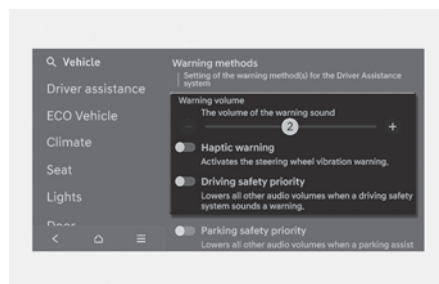 Vehicle
Driver assistance
ECO Vehicle
Climate
Seat
Lights
Door
Warning methods
Setting of the warning method(s) for the Driver Assistance
system
Warning volume
The volume of the warning sound
− 2 +
Haptic warning
Activates the steering wheel vibration warning.
Driving safety priority
Lowers all other audio volumes when a driving safety
system sounds a warning.
Parking safety priority
Lowers all other audio volumes when a parking assist